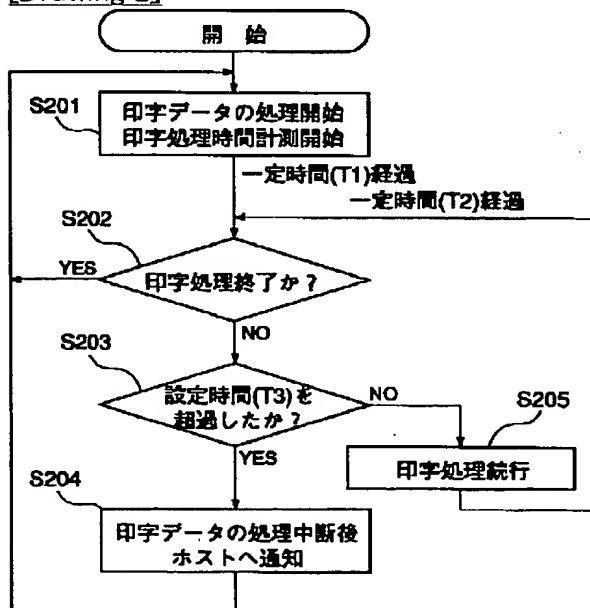 [Drawing 2]
開 始
S201
印字データの処理開始
印字処理時間計測開始
一定時間(T1)経過
一定時間(T2)経過
S202
YES
印字処理終了か？
NO
S203
設定時間(T3)を
超過したか？
NO
S205
YES
印字処理続行
S204
印字データの処理中断後
ホストへ通知